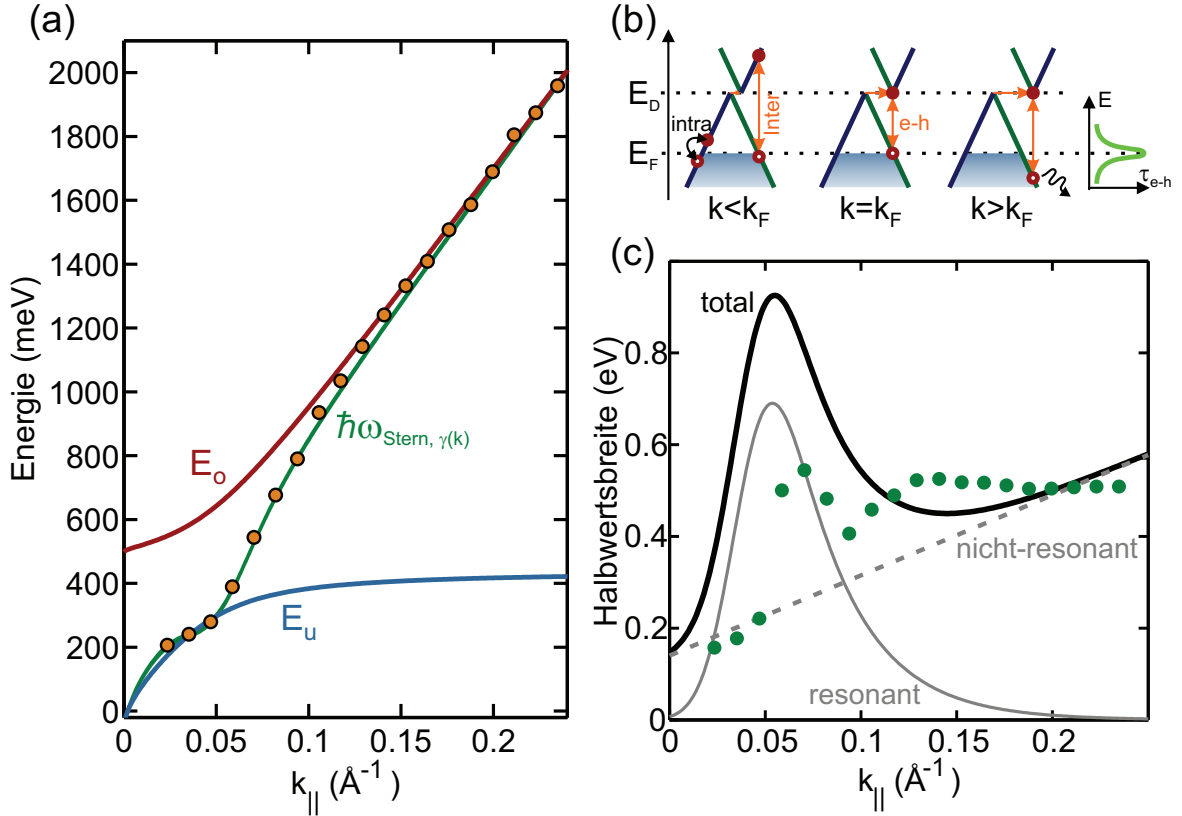 (a)
2000
1800
1600
1400
1200
1000
800
600
400
200
0
Energie (meV)
E_o
ħω_Stern, γ(k)
E_u
0 0.05 0.1 0.15 0.2
k_|| (Å^-1)
(b)
E_D
E_F
intra
Inter
e-h
k<k_F
k=k_F
k>k_F
E
τ_e-h
(c)
total
0.8
0.6
0.4
0.2
0
Halbwertsbreite (eV)
nicht-resonant
resonant
0 0.05 0.1 0.15 0.2
k_|| (Å^-1)